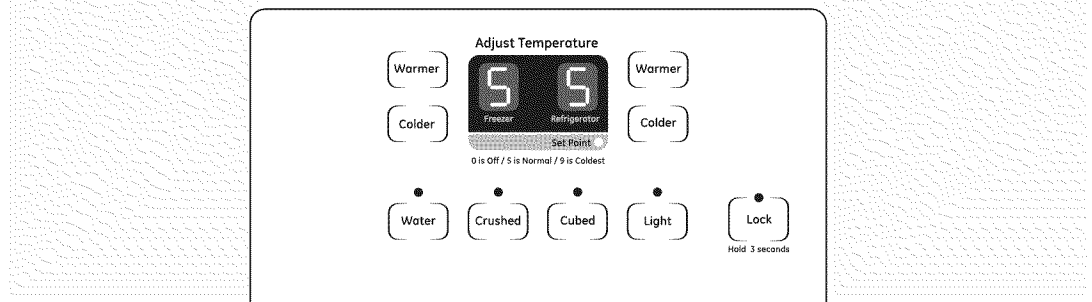 Adjust Temperature
Warmer
5 5
Warmer
Freezer Refrigerator
Colder
Colder
Set Point
0 is Off / 5 is Normal / 9 is Coldest
Water
Crushed
Cubed
Light
Lock
Hold 3 seconds